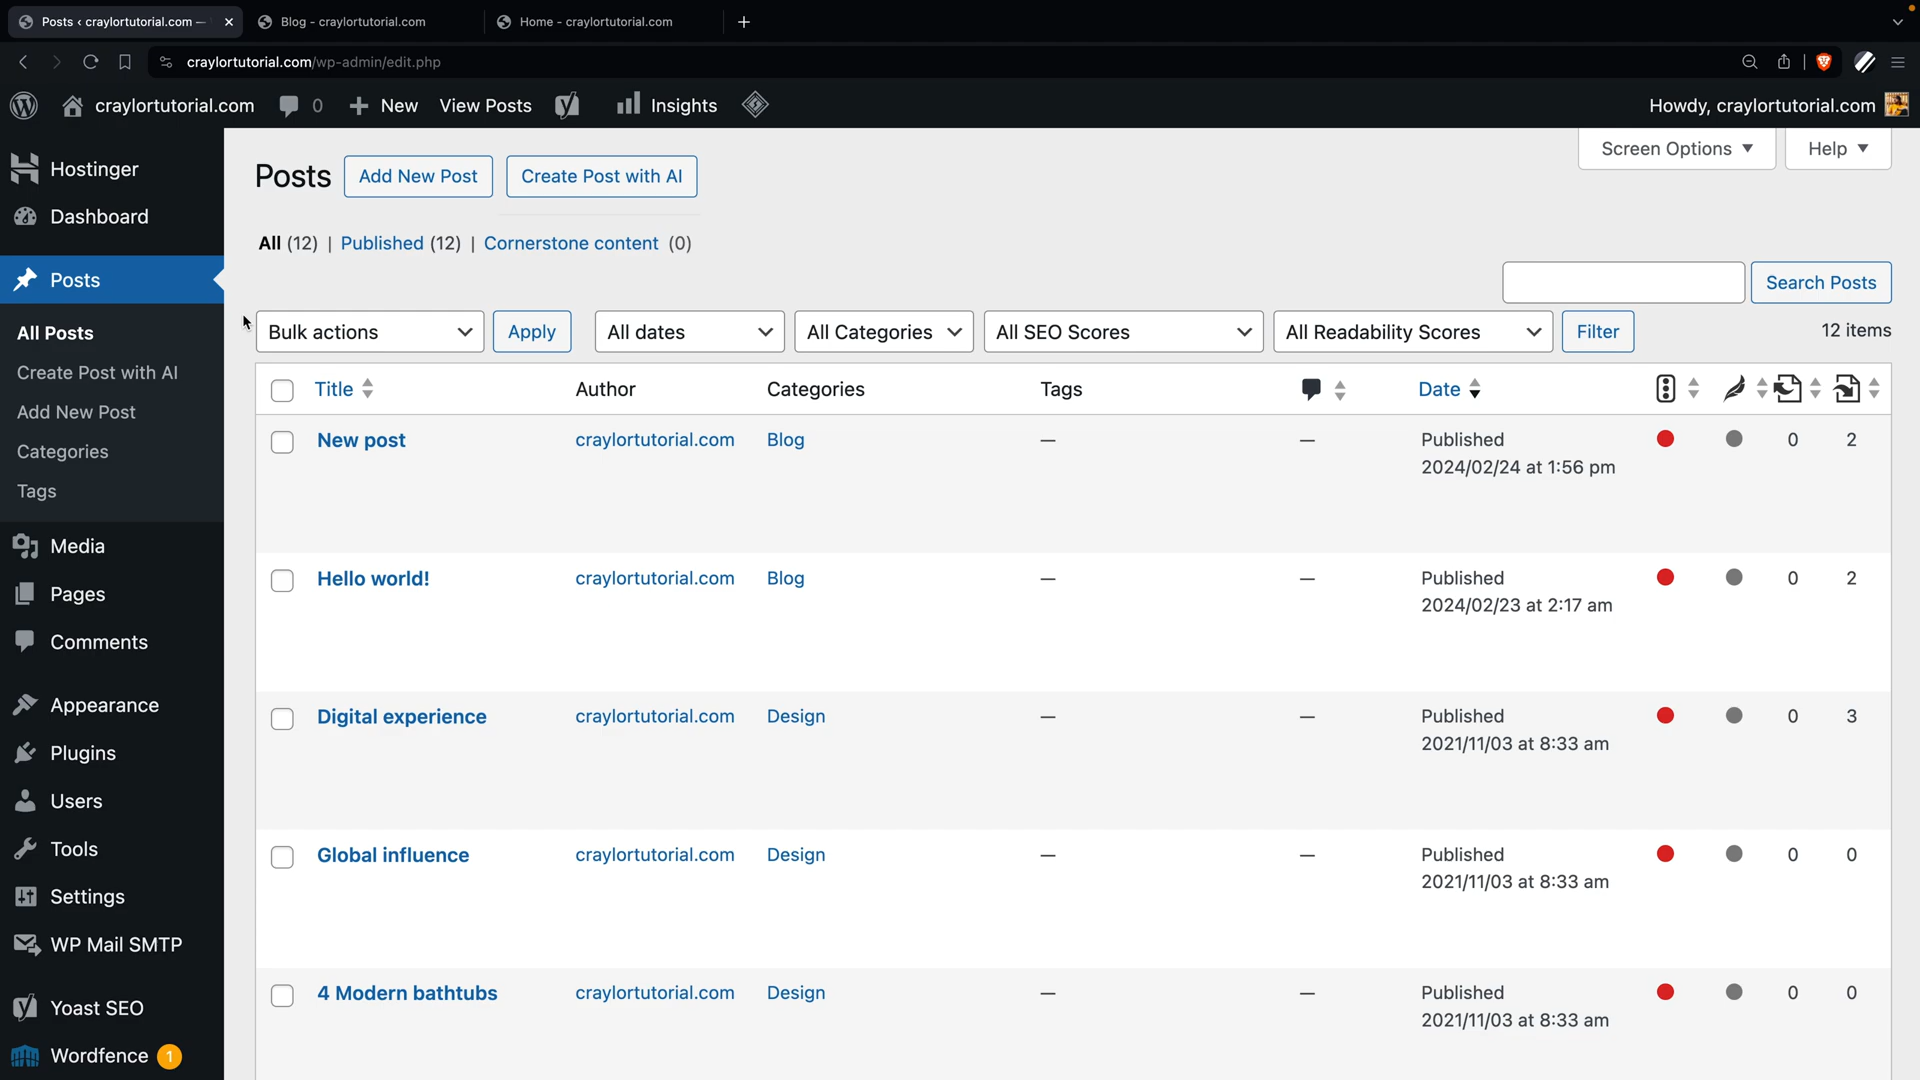 Posts < craylortutorial.com —
Blog - craylortutorial.com
Home - craylortutorial.com
craylortutorial.com/wp-admin/edit.php
craylortutorial.com
0
New
View Posts
Insights
Howdy, craylortutorial.com
Hostinger
Dashboard
Posts
All Posts
Create Post with AI
Add New Post
Categories
Tags
Media
Pages
Comments
Appearance
Plugins
Users
Tools
Settings
WP Mail SMTP
Yoast SEO
Wordfence 1
Screen Options
Help
Posts
Add New Post
Create Post with AI
All (12) | Published (12) | Cornerstone content (0)
Search Posts
Bulk actions
Apply
All dates
All Categories
All SEO Scores
All Readability Scores
Filter
12 items
Title Author Categories Tags Date
New post craylortutorial.com Blog — — Published 0 2
2024/02/24 at 1:56 pm
Hello world! craylortutorial.com Blog — — Published 0 2
2024/02/23 at 2:17 am
Digital experience craylortutorial.com Design — — Published 0 3
2021/11/03 at 8:33 am
Global influence craylortutorial.com Design — — Published 0 0
2021/11/03 at 8:33 am
4 Modern bathtubs craylortutorial.com Design — — Published 0 0
2021/11/03 at 8:33 am